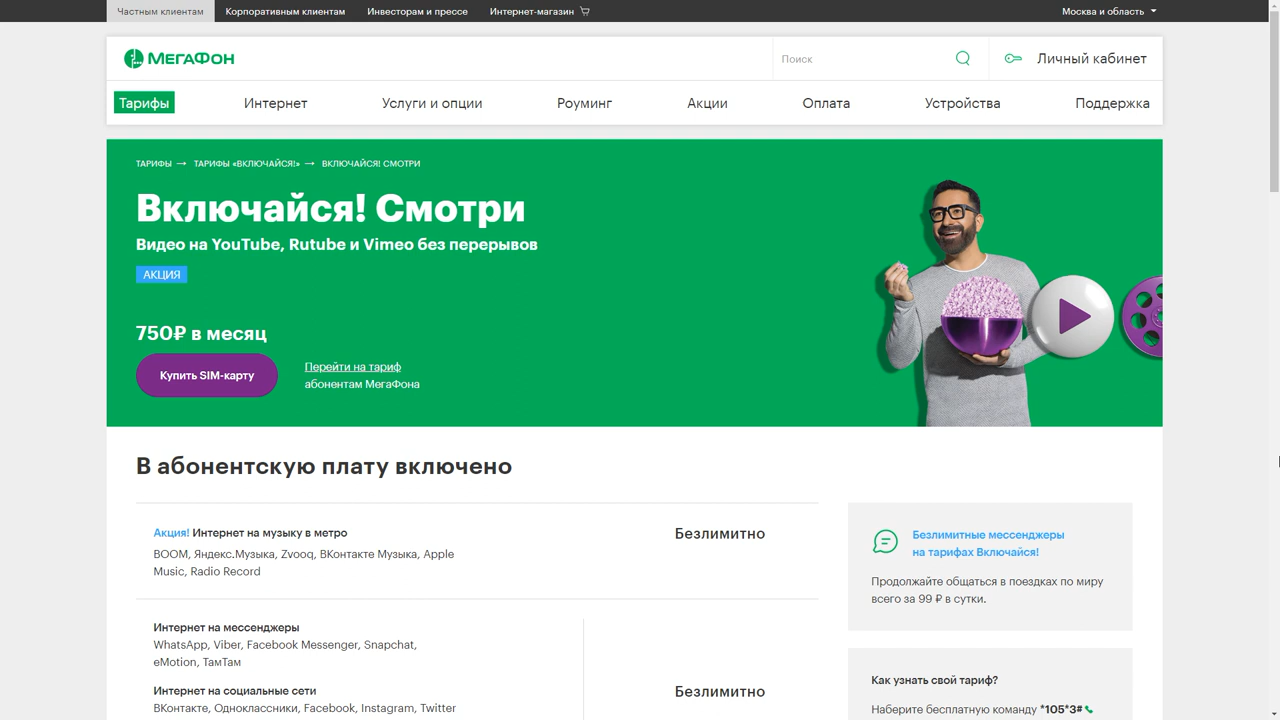 Частным клиентам
Корпоративным клиентам
Инвесторам и прессе
Интернет-магазин
Москва и область
МЕГАФОН
Поиск
Личный кабинет
Тарифы
Интернет
Услуги и опции
Роуминг
Акции
Оплата
Устройства
Поддержка
ТАРИФЫ → ТАРИФЫ «ВКЛЮЧАЙСЯ!» → ВКЛЮЧАЙСЯ! СМОТРИ
Включайся! Смотри
Видео на YouTube, Rutube и Vimeo без перерывов
АКЦИЯ
750₽ в месяц
Купить SIM-карту
Перейти на тариф
абонентам МегаФона
В абонентскую плату включено
Акция! Интернет на музыку в метро
BOOM, Яндекс.Музыка, Zvooq, ВКонтакте Музыка, Apple
Music, Radio Record
Безлимитно
Интернет на мессенджеры
WhatsApp, Viber, Facebook Messenger, Snapchat,
eMotion, ТамТам
Интернет на социальные сети
ВКонтакте, Одноклассники, Facebook, Instagram, Twitter
Безлимитно
Безлимитные мессенджеры
на тарифах Включайся!
Продолжайте общаться в поездках по миру
всего за 99 ₽ в сутки.
Как узнать свой тариф?
Наберите бесплатную команду *105*3#